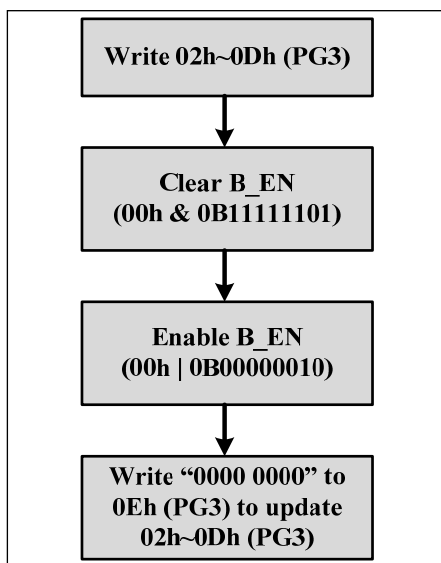 Write 02h~0Dh (PG3)
Clear B_EN
(00h & 0B11111101)
Enable B_EN
(00h | 0B00000010)
Write “0000 0000” to
0Eh (PG3) to update
02h~0Dh (PG3)